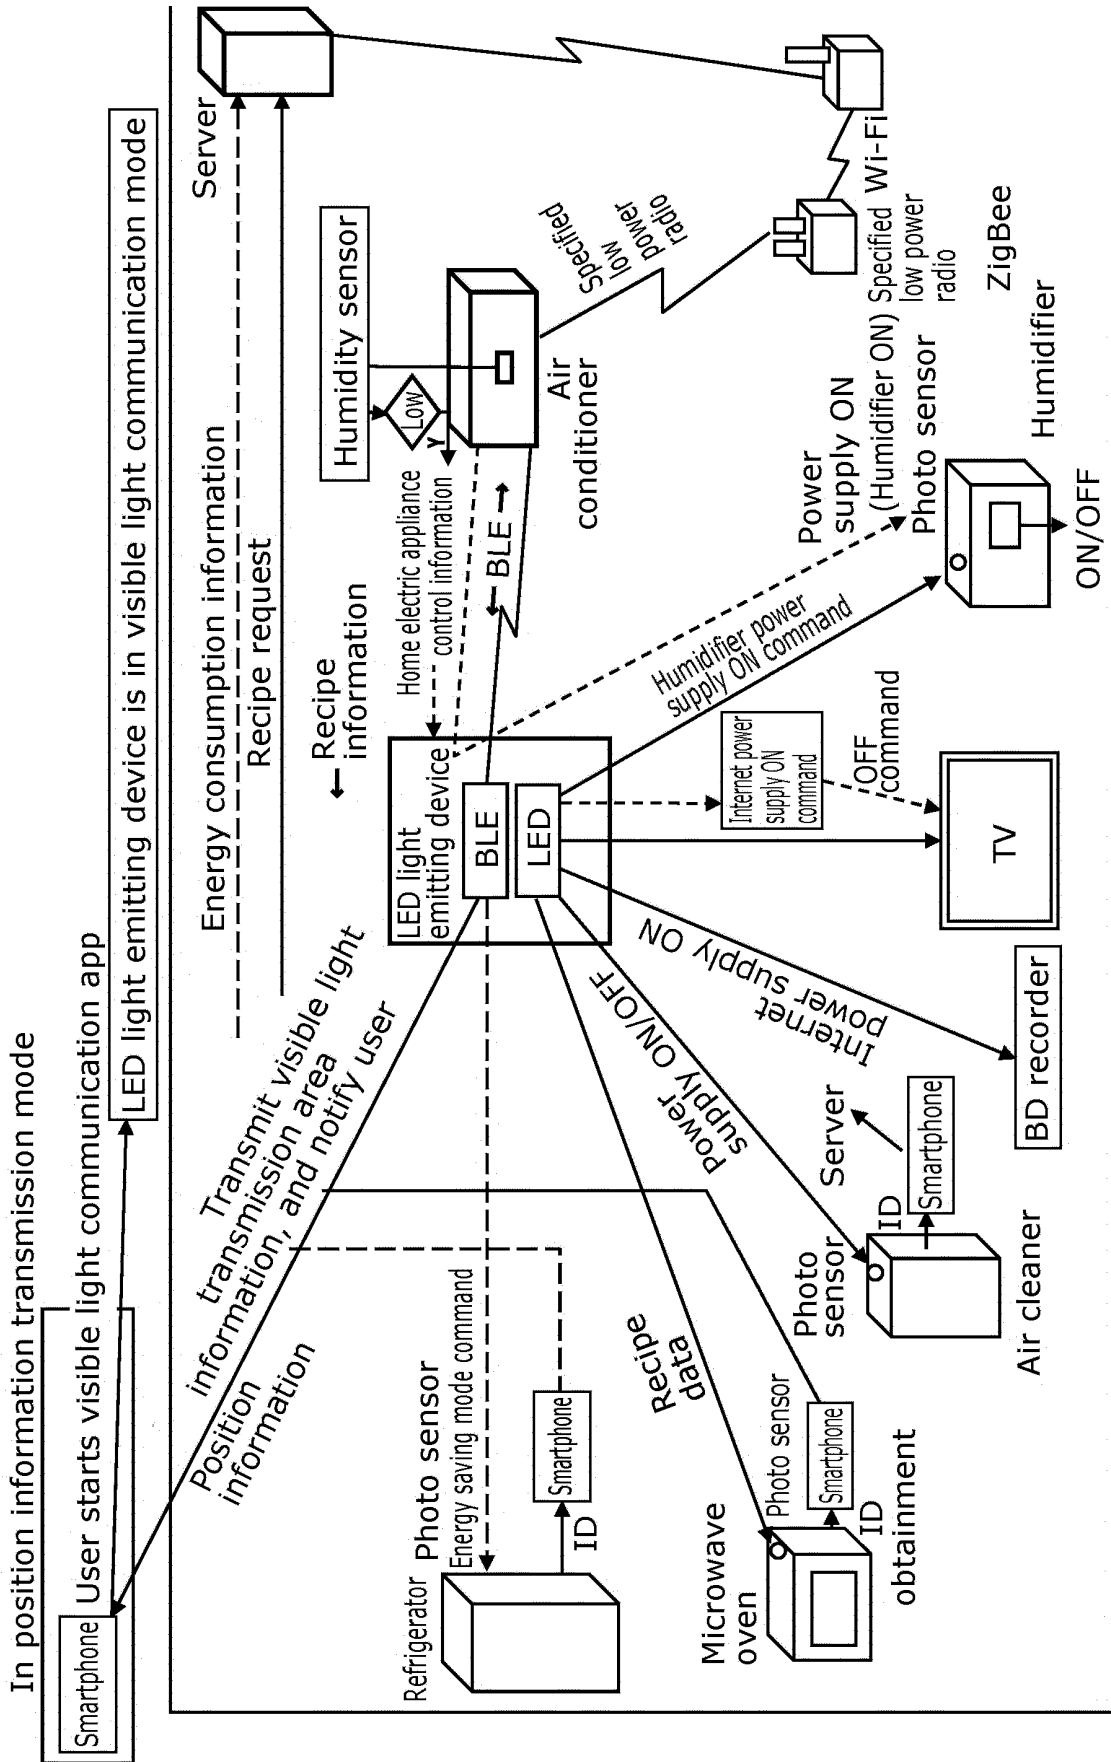 In position information transmission mode
Smartphone
User starts visible light communication app
LED light emitting device is in visible light communication mode
Server
Energy consumption information
Recipe request
Recipe
information
Humidity sensor
Low
Y
Home electric appliance
control information
BLE
Air
conditioner
Specified
low
power
radio
Wi-Fi
Specified
low power
radio
ZigBee
Transmit visible light
transmission area
information, and notify user
Position
information
LED light
emitting device
BLE
LED
Refrigerator
Photo sensor
Energy saving mode command
Smartphone
ID
Microwave
oven
Recipe
data
Photo sensor
Smartphone
ID
obtainment
Power
supply ON/OFF
Photo
sensor
Server
ID
Smartphone
Air cleaner
Internet
power supply ON
BD recorder
Internet power
supply ON
command
OFF
command
TV
Humidifier power
supply ON command
Power
supply ON
(Humidifier ON)
Photo sensor
Humidifier
ON/OFF